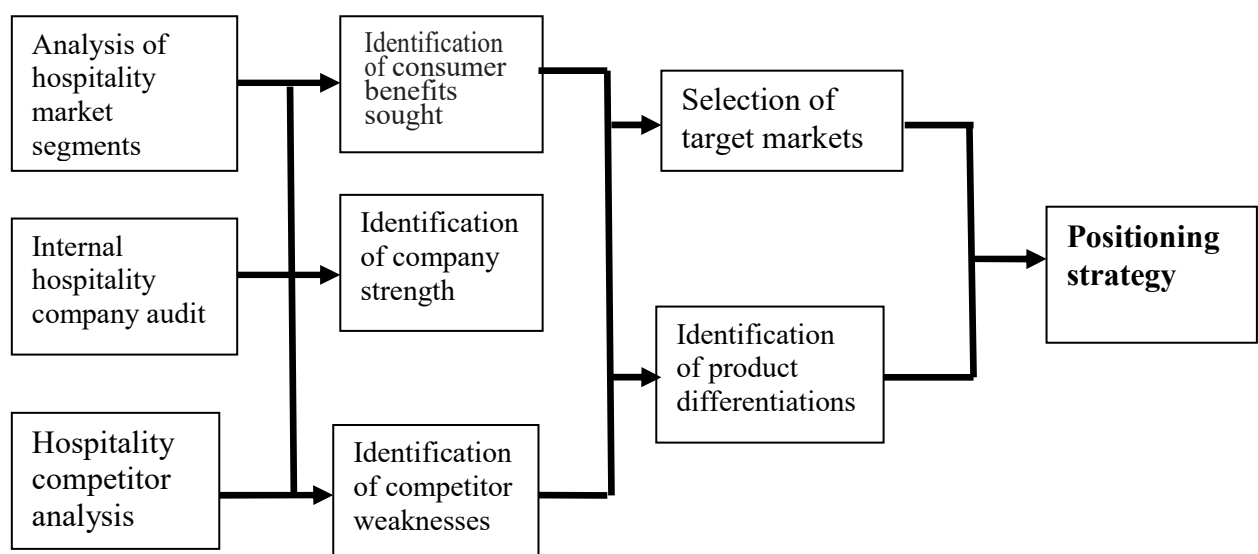 Analysis of
hospitality
market
segments
Identification
of consumer
benefits
sought
Selection of
target markets
Internal
hospitality
company audit
Identification
of company
strength
Positioning
strategy
Identification
of product
differentiations
Hospitality
competitor
analysis
Identification
of competitor
weaknesses